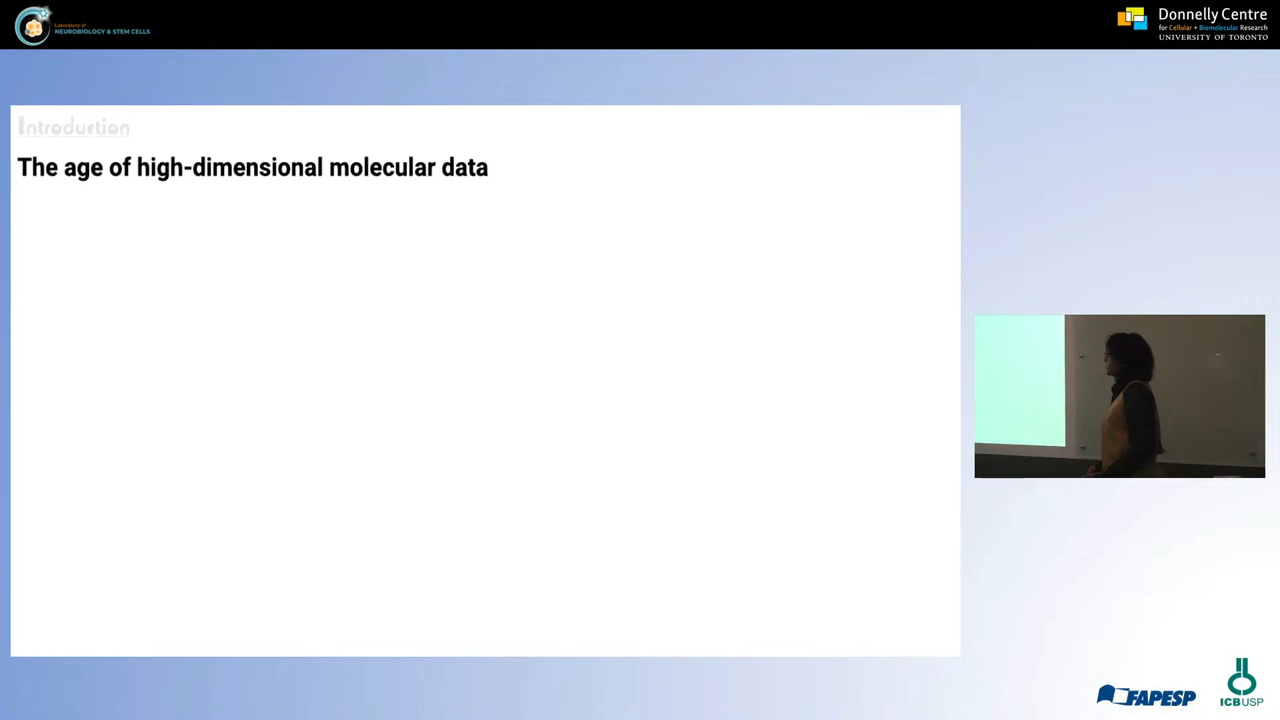 Laboratory of
NEUROBIOLOGY & STEM CELLS
Donnelly Centre
for Cellular + Biomolecular Research
UNIVERSITY OF TORONTO
Introduction
The age of high-dimensional molecular data
FAPESP
ICBUSP